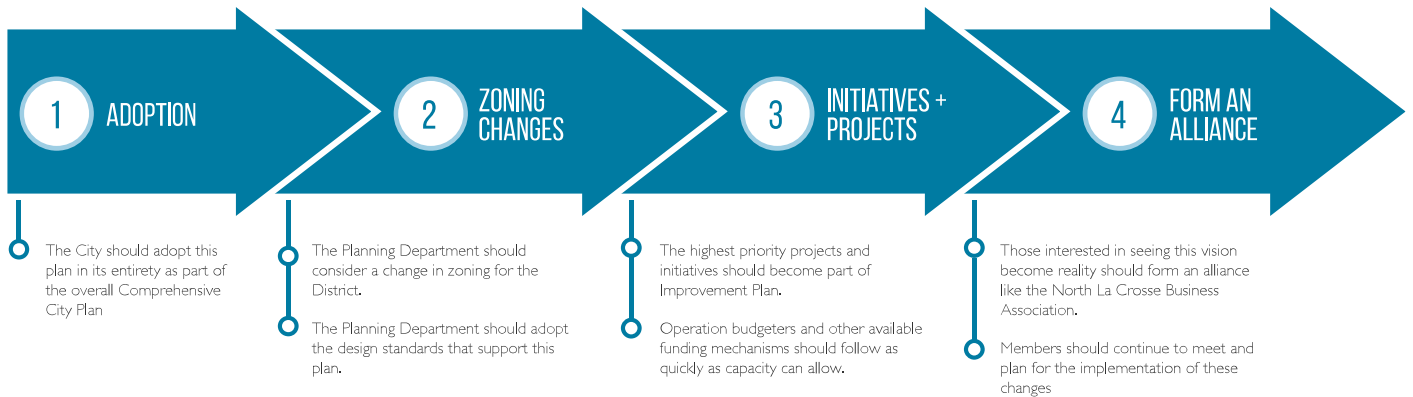 1
ADOPTION
The City should adopt this
plan in its entirety as part of
the overall Comprehensive
City Plan
2
ZONING
CHANGES
The Planning Department should
consider a change in zoning for the
District.
The Planning Department should adopt
the design standards that support this
plan.
3
INITIATIVES +
PROJECTS
The highest priority projects and
initiatives should become part of
Improvement Plan.
Operation budgeters and other available
funding mechanisms should follow as
quickly as capacity can allow.
4
FORM AN
ALLIANCE
Those interested in seeing this vision
become reality should form an alliance
like the North La Crosse Business
Association.
Members should continue to meet and
plan for the implementation of these
changes